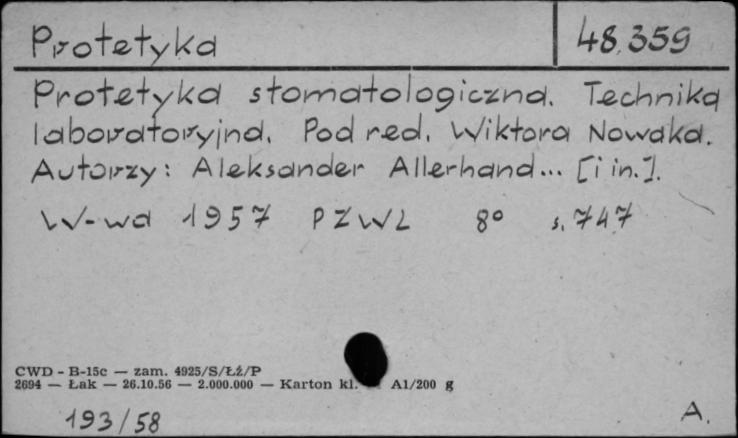 Protetyka 48.359
Protetyka stomatologiczna. Technika
laboratoryjna. Pod red. Wiktora Nowaka.
Autorzy: Aleksander Allerhand... [i in.].
W-wa 1957 PZWL 8° s. 747
CWD - B-15c — zam. 4925/S/Łż/P
2694 — Łak — 26.10.56 — 2.000.000 — Karton kl. A1/200 g
193/58 A.